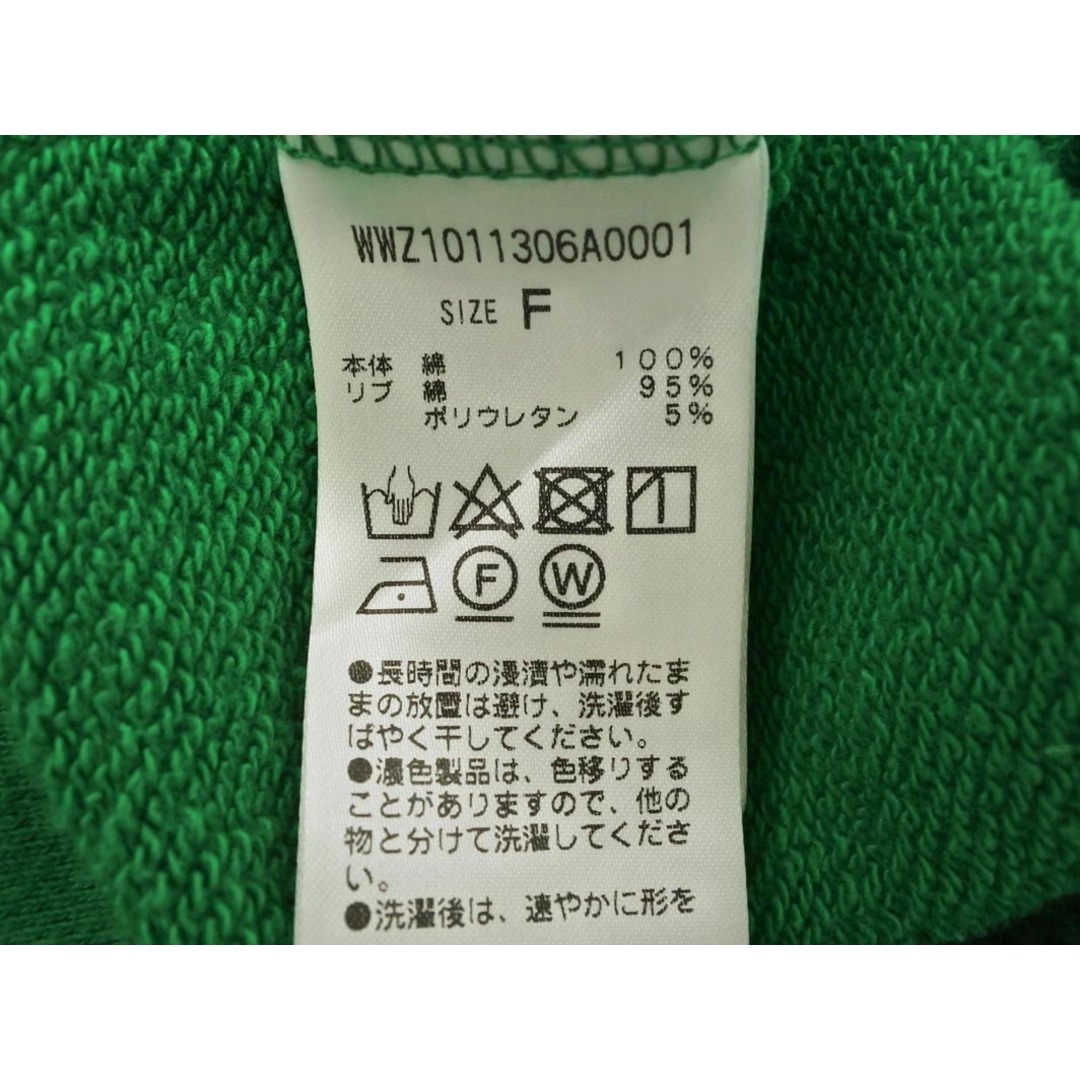 WWZ1011306A0001
SIZE F
本体 綿 100%
リブ 綿 95%
ポリウレタン 5%
F W
●長時間の浸漬や濡れたま
まの放置は避け、洗濯後す
ばやく干してください。
●濃色製品は、色移りする
ことがありますので、他の
物と分けて洗濯してくださ
い。
●洗濯後は、速やかに形を